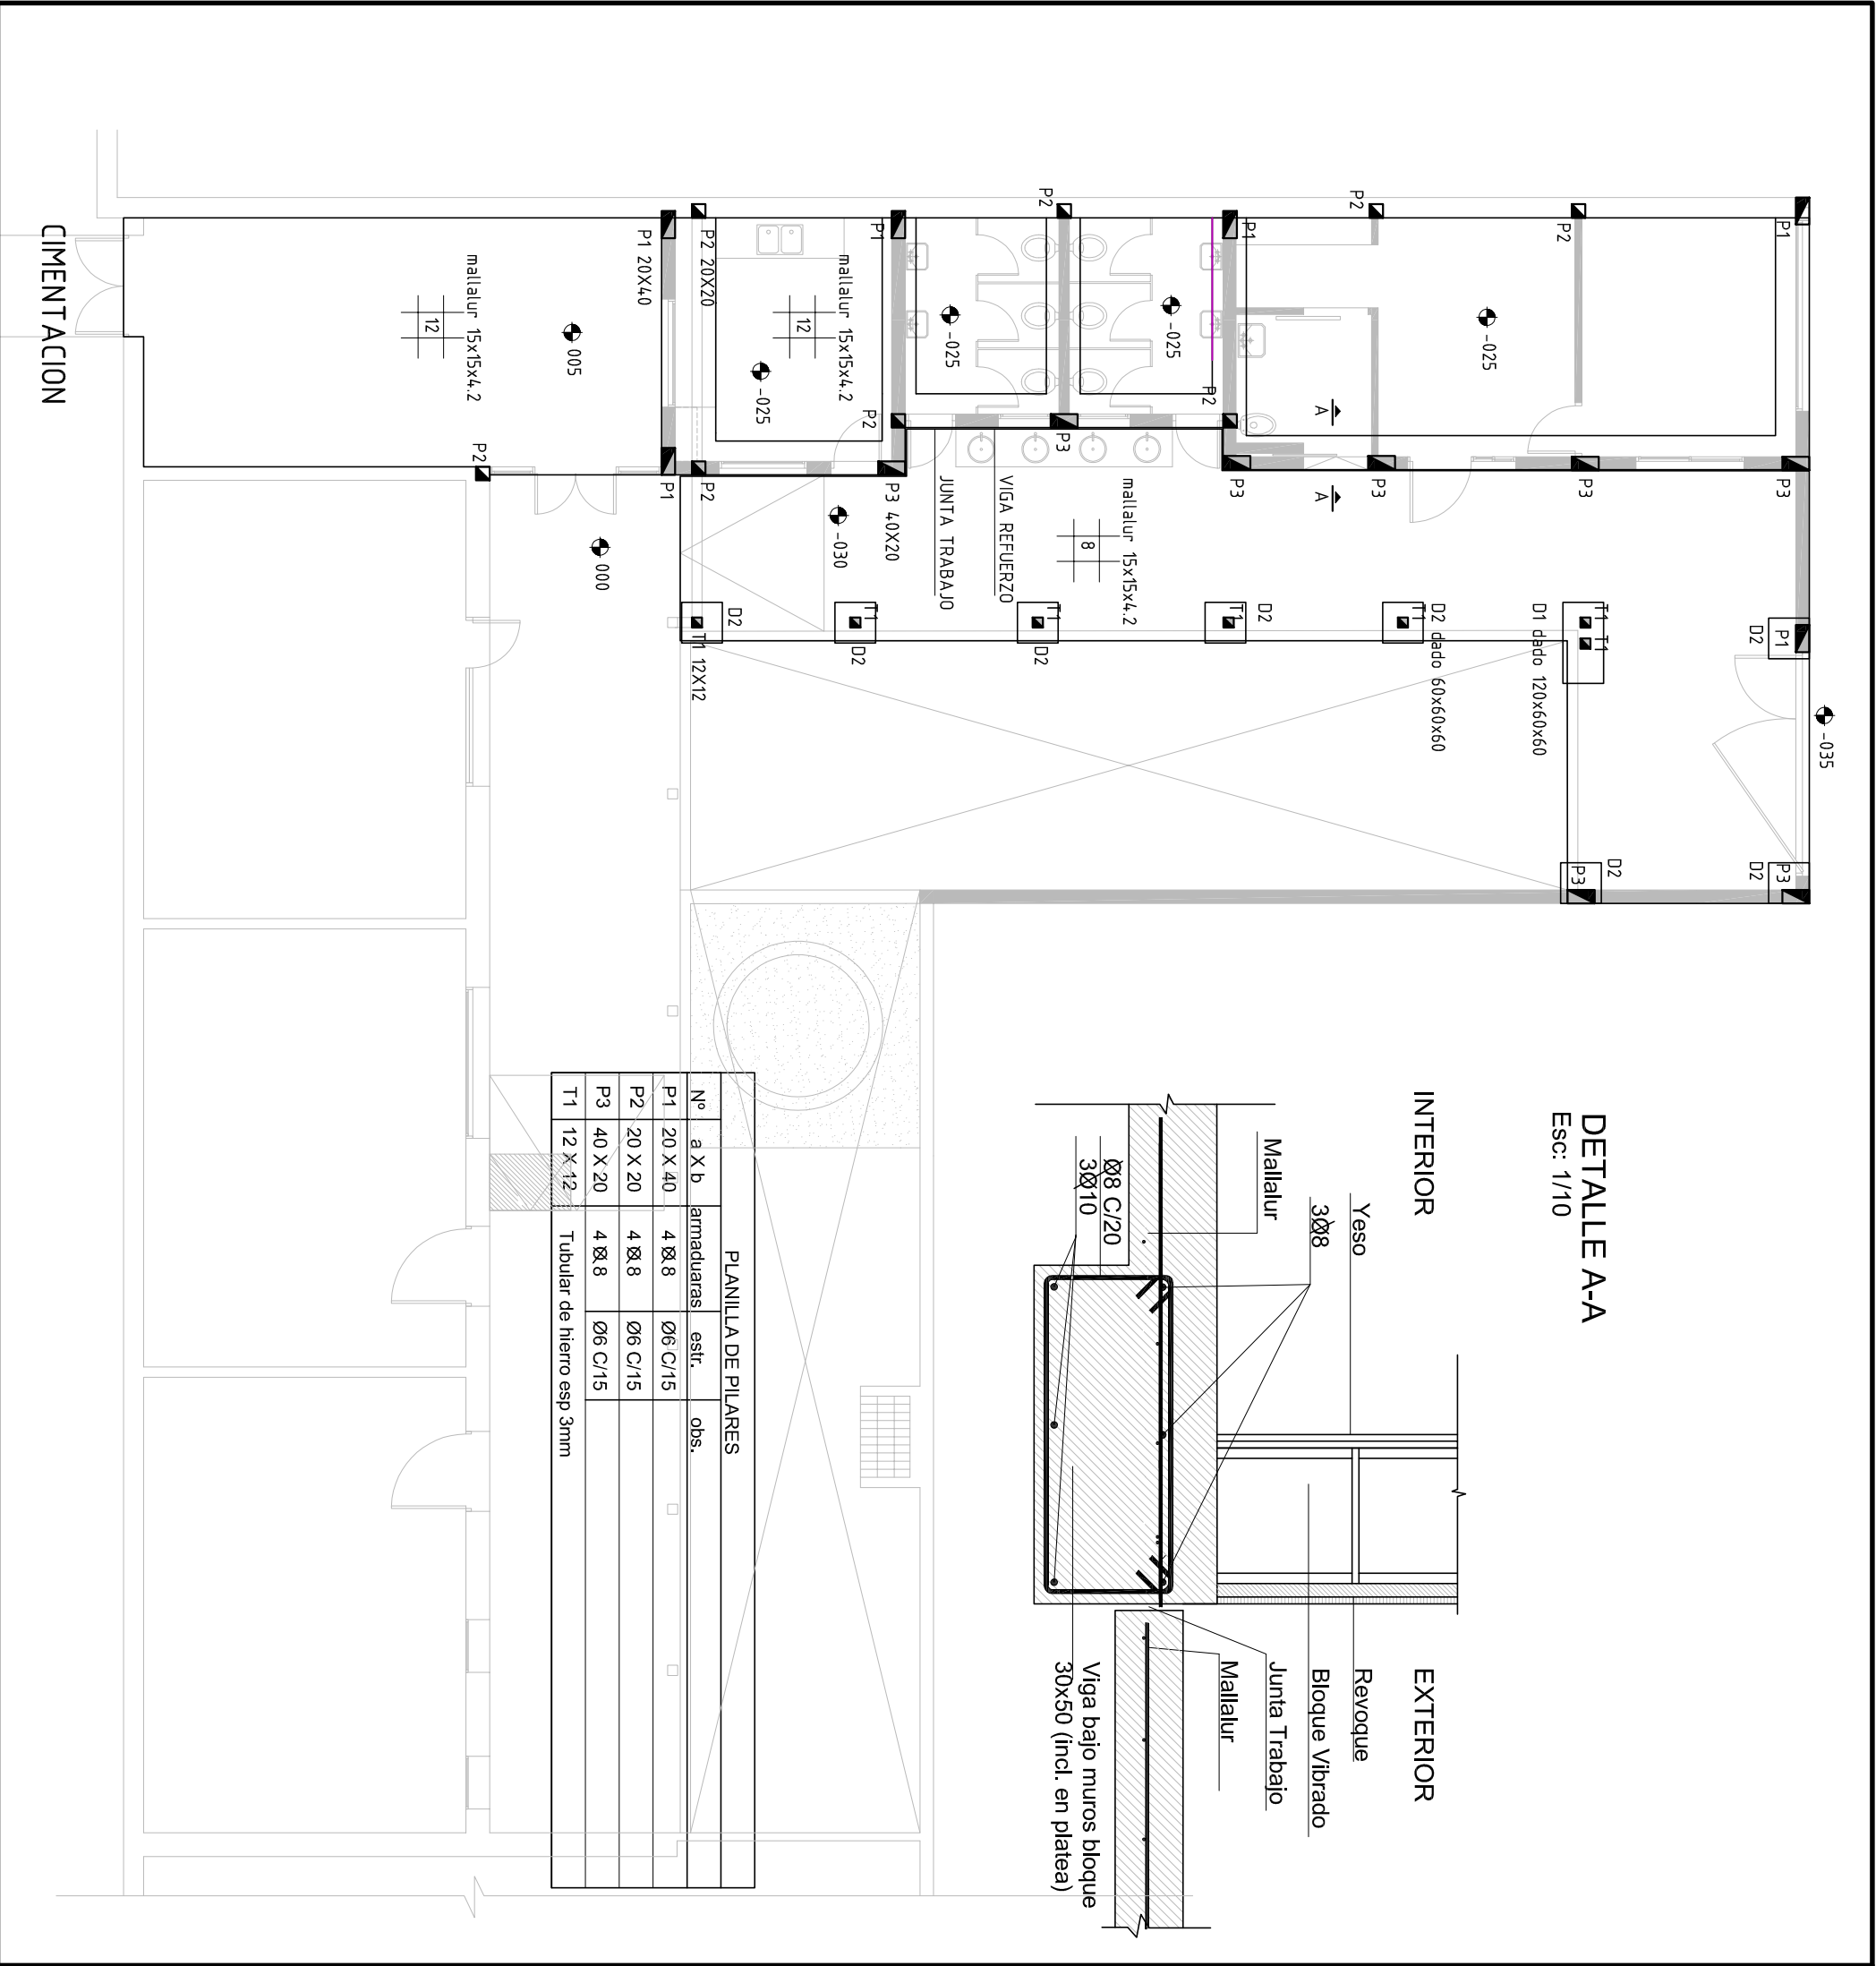 CIMENTACION
P1
P2
P2
P1
P2
P1
P2 20X20
P1 20X40
-025
-025
-025
mallalur 15x15x4.2
12
-025
mallalur 15x15x4.2
12
005
A
A
P2
P3
P2
P2
P3
P3
P3
P3
P3 40X20
P2
P1
P2
JUNTA TRABAJO
VIGA REFUERZO
mallalur 15x15x4.2
8
-030
000
-035
P1
D2
T1 T1
D1 dado 120x60x60
T1
D2 dado 60x60x60
T1
D2
T1
D2
T1
D2
D2
T1 12X12
P3
D2
P3
D2
DETALLE A-A
Esc: 1/10
INTERIOR
EXTERIOR
Yeso
3Ø8
Mallalur
Ø8 C/20
3Ø10
Revoque
Bloque Vibrado
Junta Trabajo
Mallalur
Viga bajo muros bloque
30x50 (incl. en platea)
PLANILLA DE PILARES
Nº a X b armaduaras estr. obs.
P1 20 X 40 4 Ø 8 Ø6 C/15
P2 20 X 20 4 Ø 8 Ø6 C/15
P3 40 X 20 4 Ø 8 Ø6 C/15
T1 12 X 12 Tubular de hierro esp 3mm